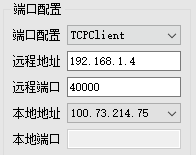 端口配置
端口配置 TCPClient
远程地址 192.168.1.4
远程端口 40000
本地地址 100.73.214.75
本地端口